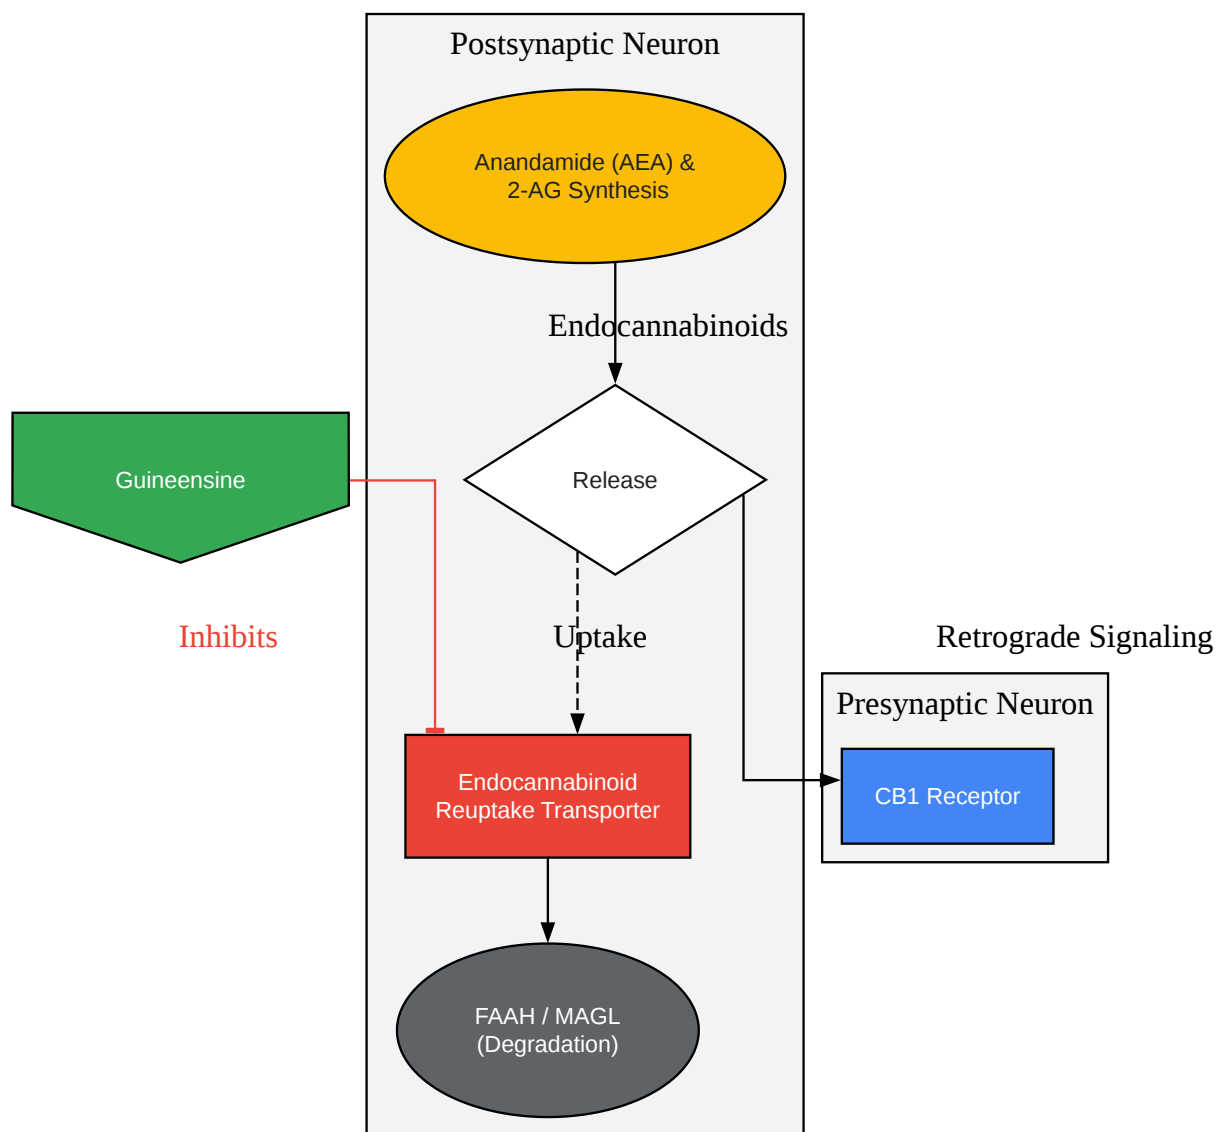 Postsynaptic Neuron
Anandamide (AEA) &
2-AG Synthesis
Endocannabinoids
Guineensine
Release
Inhibits
Uptake
Retrograde Signaling
Presynaptic Neuron
Endocannabinoid
Reuptake Transporter
CB1 Receptor
FAAH / MAGL
(Degradation)